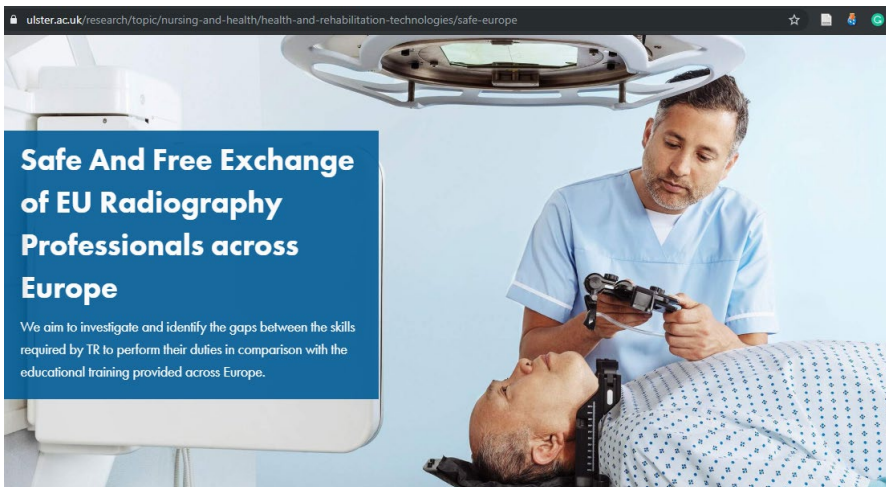 ulster.ac.uk/research/topic/nursing-and-health/health-and-rehabilitation-technologies/safe-europe
Safe And Free Exchange
of EU Radiography
Professionals across
Europe
We aim to investigate and identify the gaps between the skills
required by TR to perform their duties in comparison with the
educational training provided across Europe.